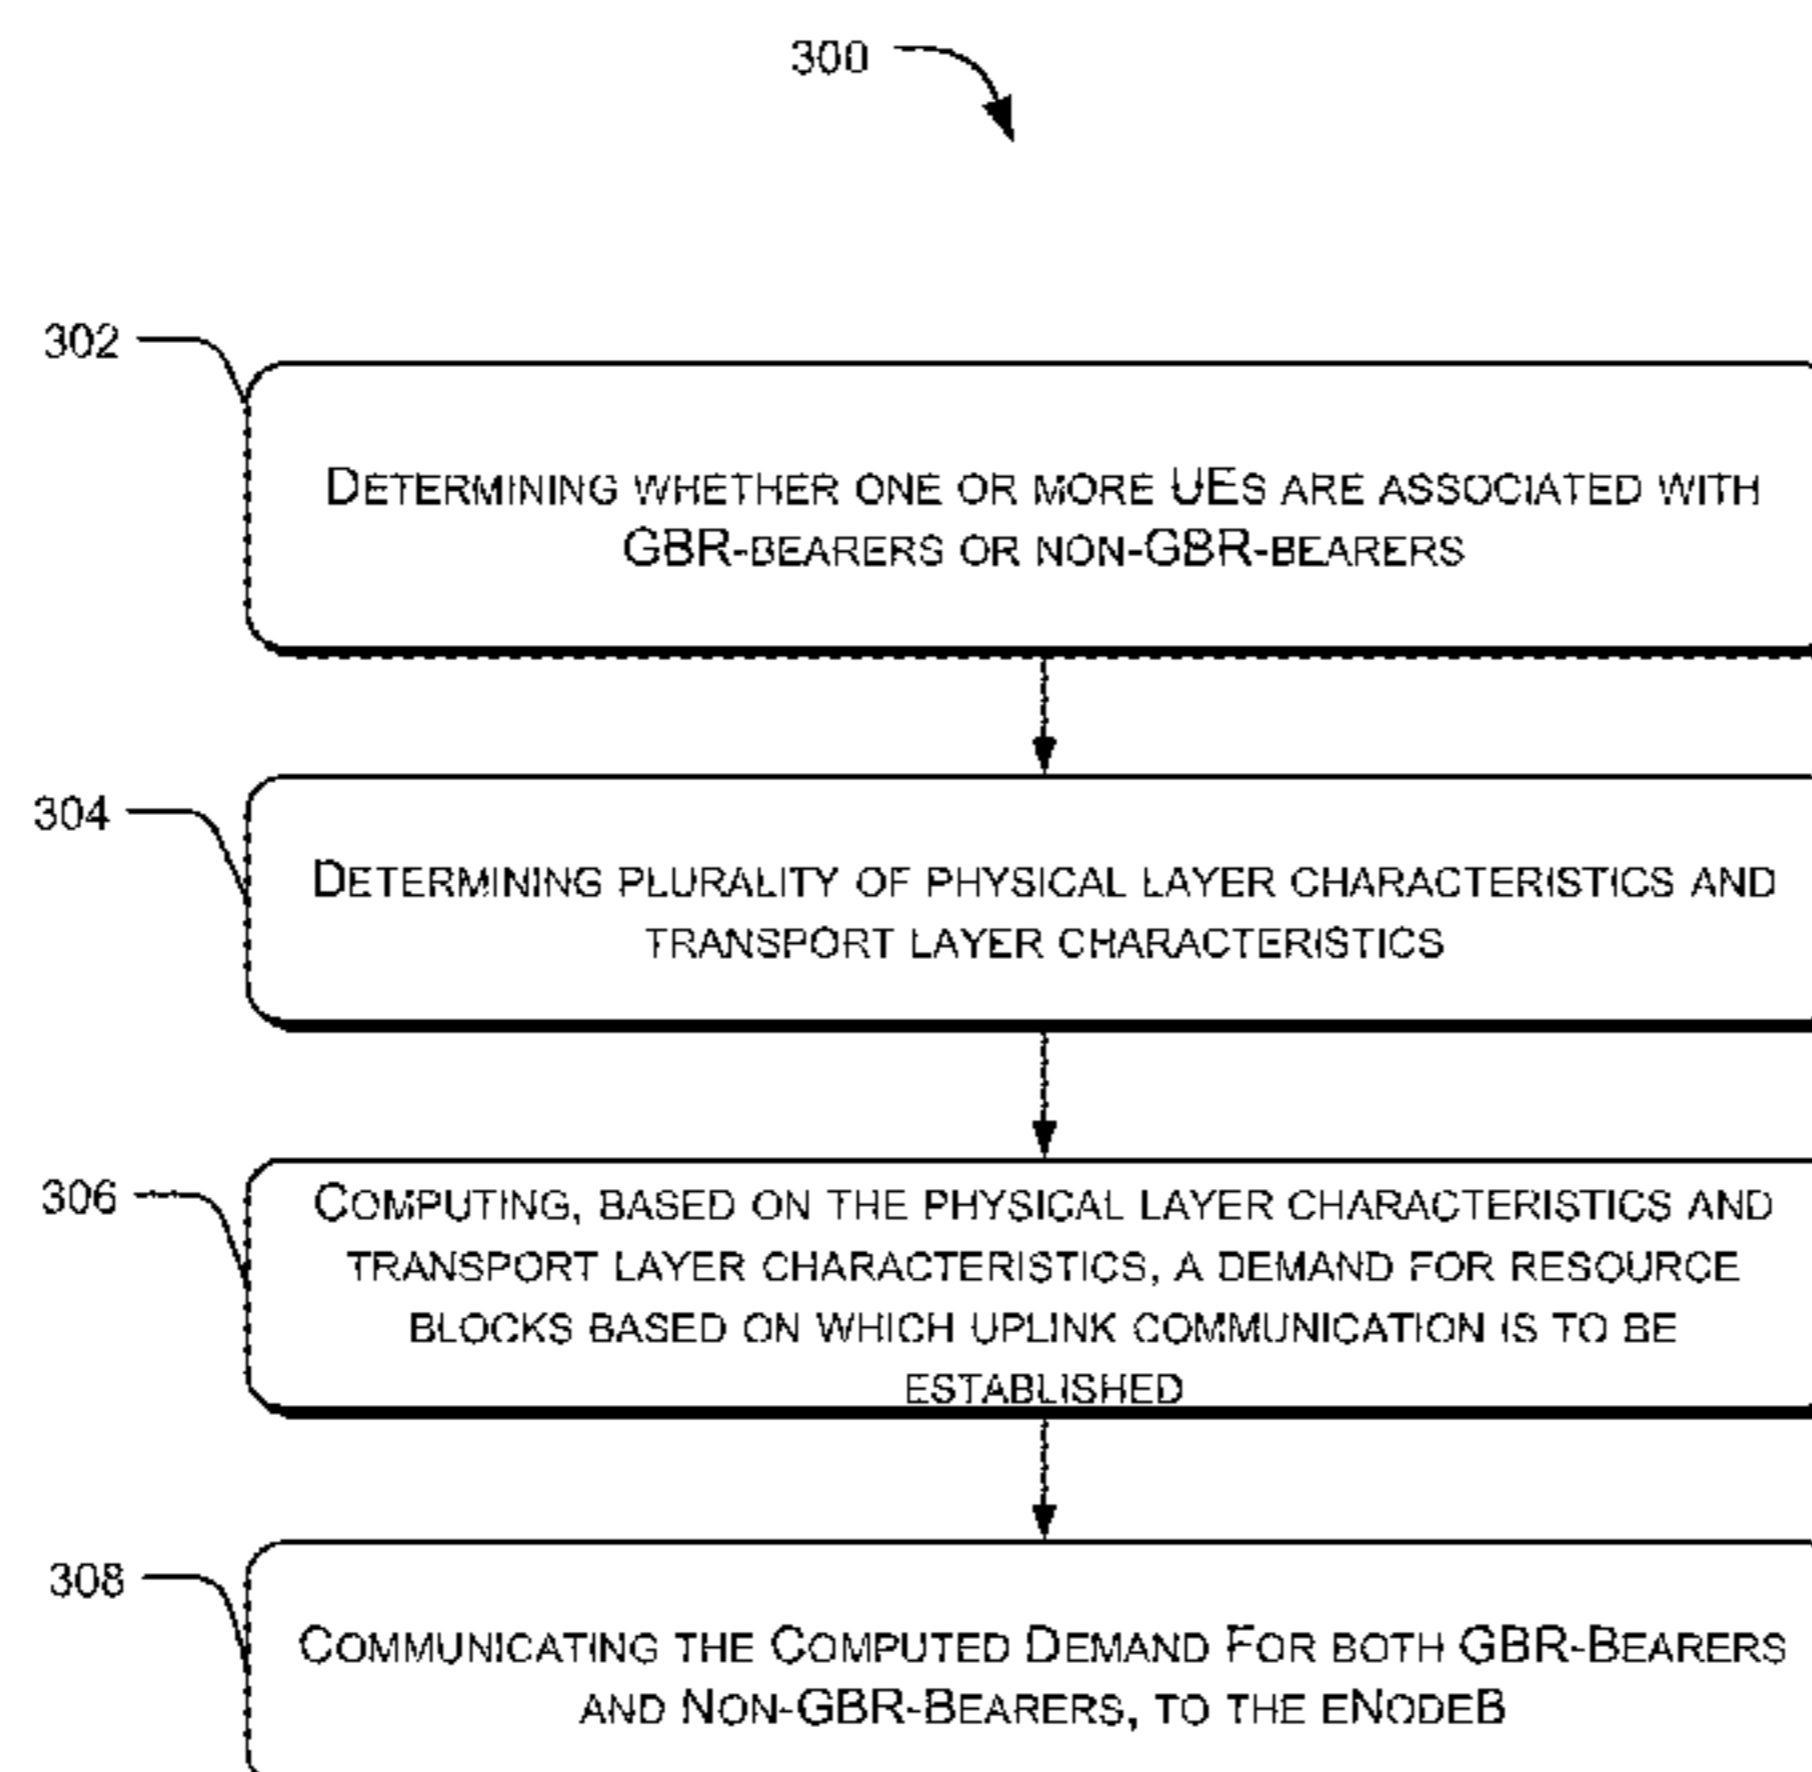 300
302
DETERMINING WHETHER ONE OR MORE UES ARE ASSOCIATED WITH
GBR-BEARERS OR NON-GBR-BEARERS
304
DETERMINING PLURALITY OF PHYSICAL LAYER CHARACTERISTICS AND
TRANSPORT LAYER CHARACTERISTICS
306
COMPUTING, BASED ON THE PHYSICAL LAYER CHARACTERISTICS AND
TRANSPORT LAYER CHARACTERISTICS, A DEMAND FOR RESOURCE
BLOCKS BASED ON WHICH UPLINK COMMUNICATION IS TO BE
ESTABLISHED
308
COMMUNICATING THE COMPUTED DEMAND FOR BOTH GBR-BEARERS
AND NON-GBR-BEARERS, TO THE ENODEB